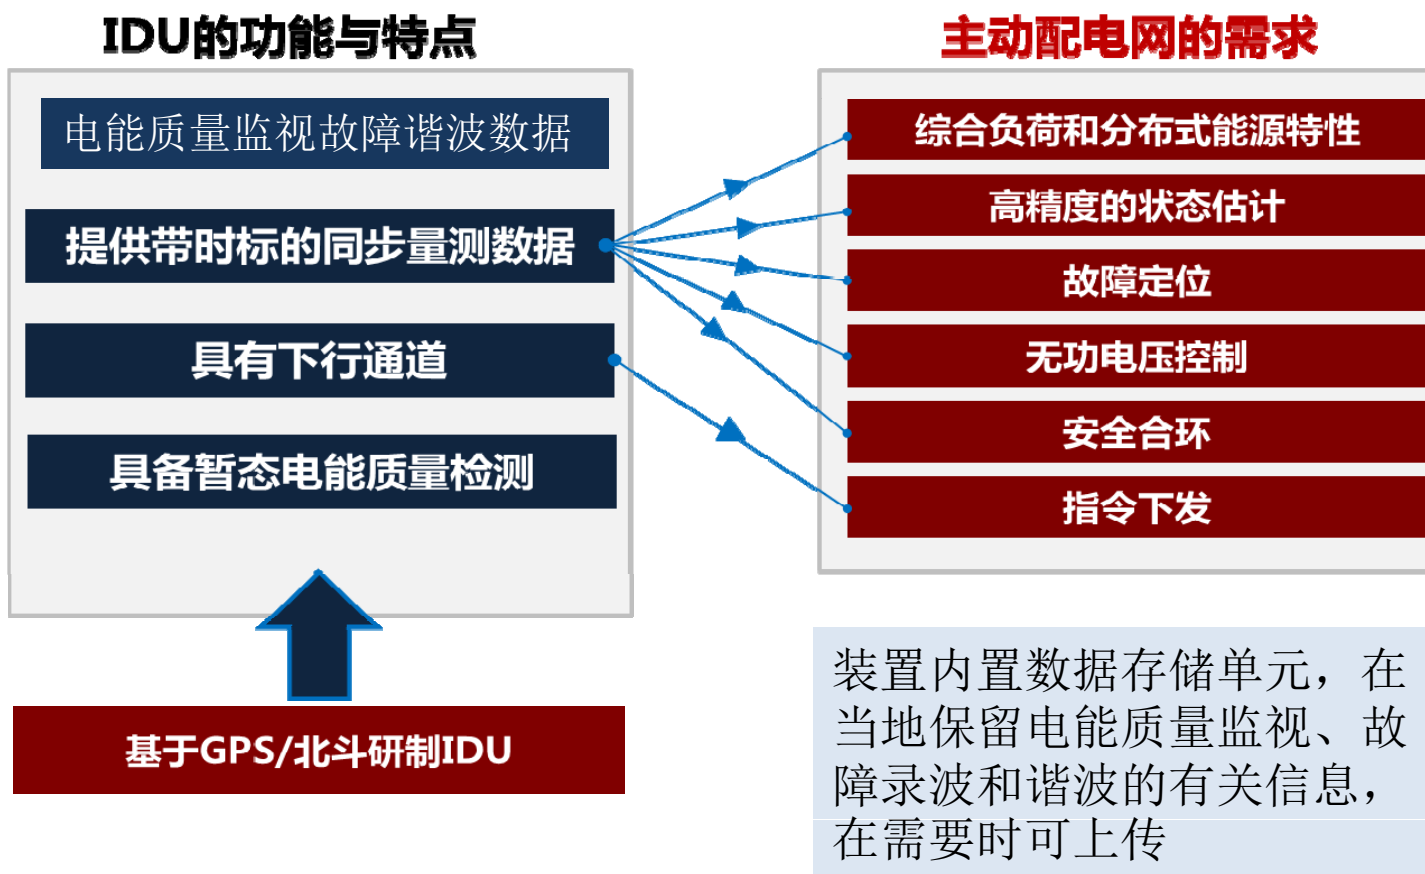 IDU的功能与特点
电能质量监视故障谐波数据
提供带时标的同步量测数据
具有下行通道
具备暂态电能质量检测
基于GPS/北斗研制IDU
主动配电网的需求
综合负荷和分布式能源特性
高精度的状态估计
故障定位
无功电压控制
安全合环
指令下发
装置内置数据存储单元，在
当地保留电能质量监视、故
障录波和谐波的有关信息，
在需要时可上传